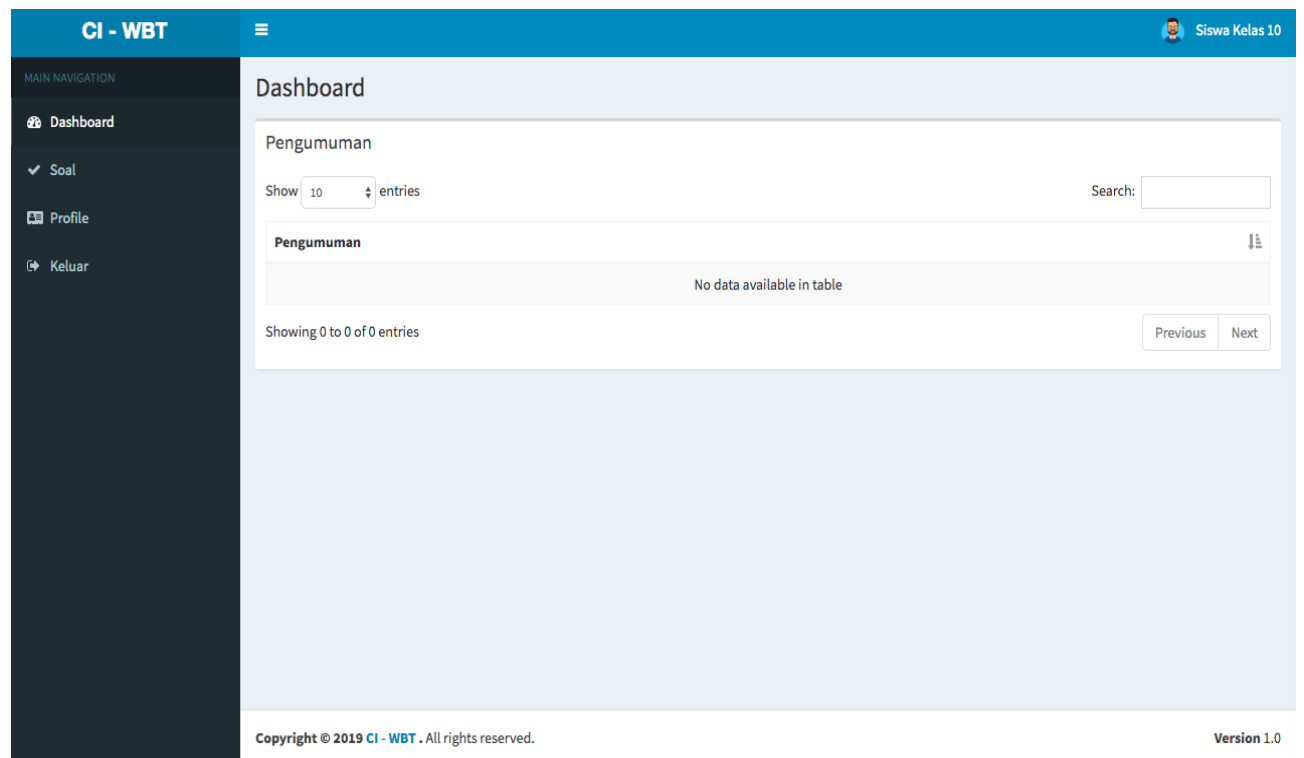 CI - WBT
Siswa Kelas 10
MAIN NAVIGATION
Dashboard
Soal
Profile
Keluar
Dashboard
Pengumuman
Show 10 entries
Search:
Pengumuman
No data available in table
Showing 0 to 0 of 0 entries
Previous Next
Copyright © 2019 CI - WBT . All rights reserved.
Version 1.0